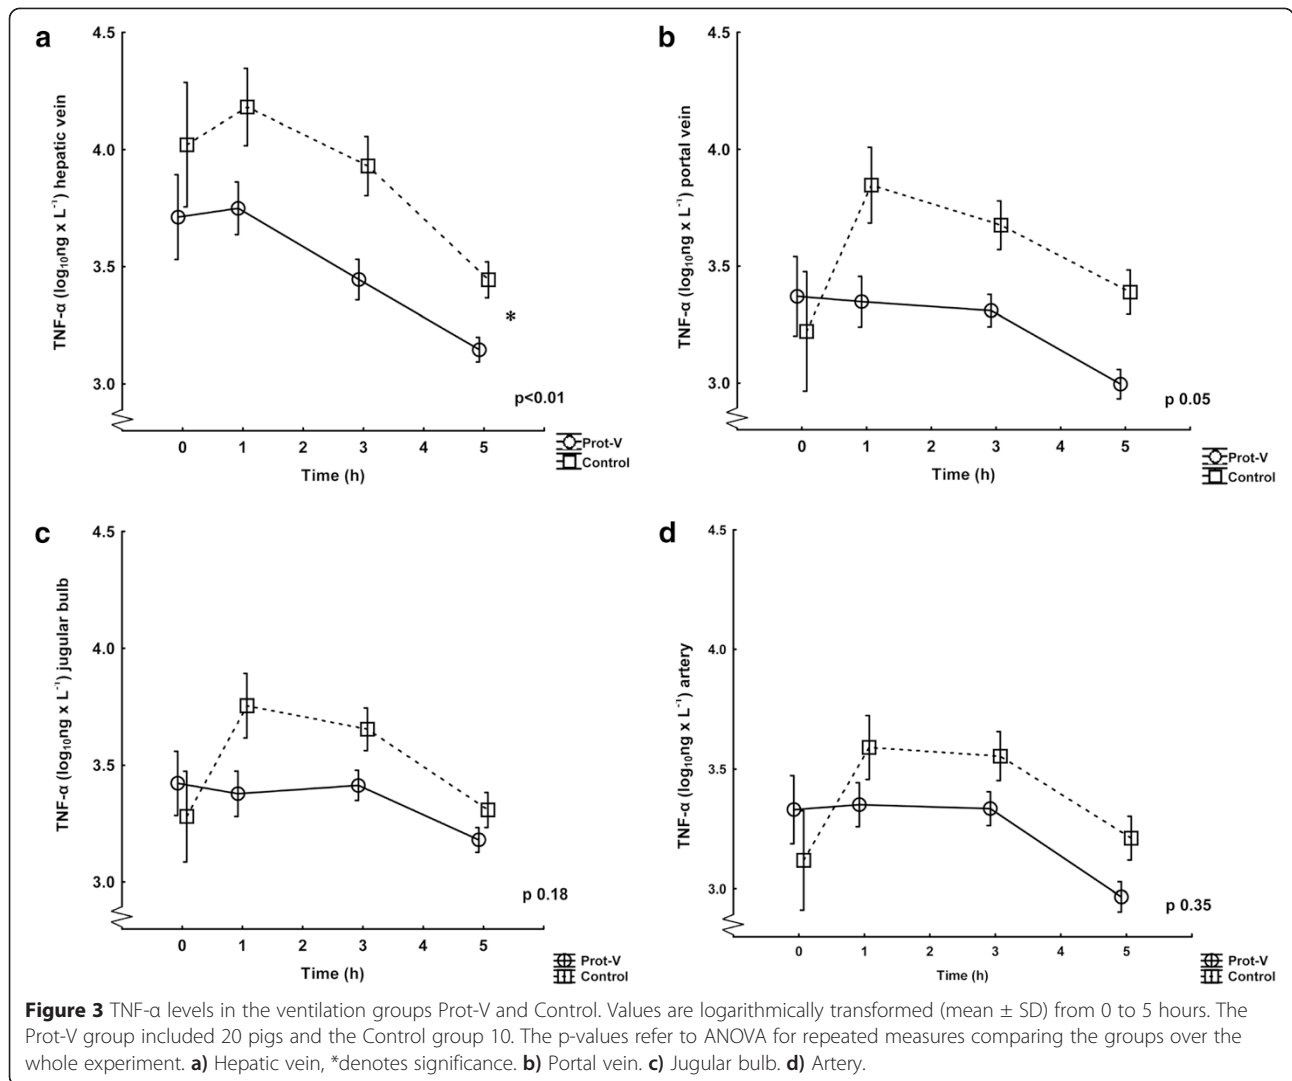 a
4.5
4.0
3.5
3.0
TNF-α (log₁₀ng x L⁻¹) hepatic vein
*
p<0.01
0 1 2 3 4 5
Time (h)
Prot-V
Control
b
4.5
4.0
3.5
3.0
TNF-α (log₁₀ng x L⁻¹) portal vein
p 0.05
0 1 2 3 4 5
Time (h)
Prot-V
Control
c
4.5
4.0
3.5
3.0
TNF-α (log₁₀ng x L⁻¹) jugular bulb
p 0.18
0 1 2 3 4 5
Time (h)
Prot-V
Control
d
4.5
4.0
3.5
3.0
TNF-α (log₁₀ng x L⁻¹) artery
p 0.35
0 1 2 3 4 5
Time (h)
Prot-V
Control
Figure 3 TNF-α levels in the ventilation groups Prot-V and Control. Values are logarithmically transformed (mean ± SD) from 0 to 5 hours. The
Prot-V group included 20 pigs and the Control group 10. The p-values refer to ANOVA for repeated measures comparing the groups over the
whole experiment. a) Hepatic vein, *denotes significance. b) Portal vein. c) Jugular bulb. d) Artery.